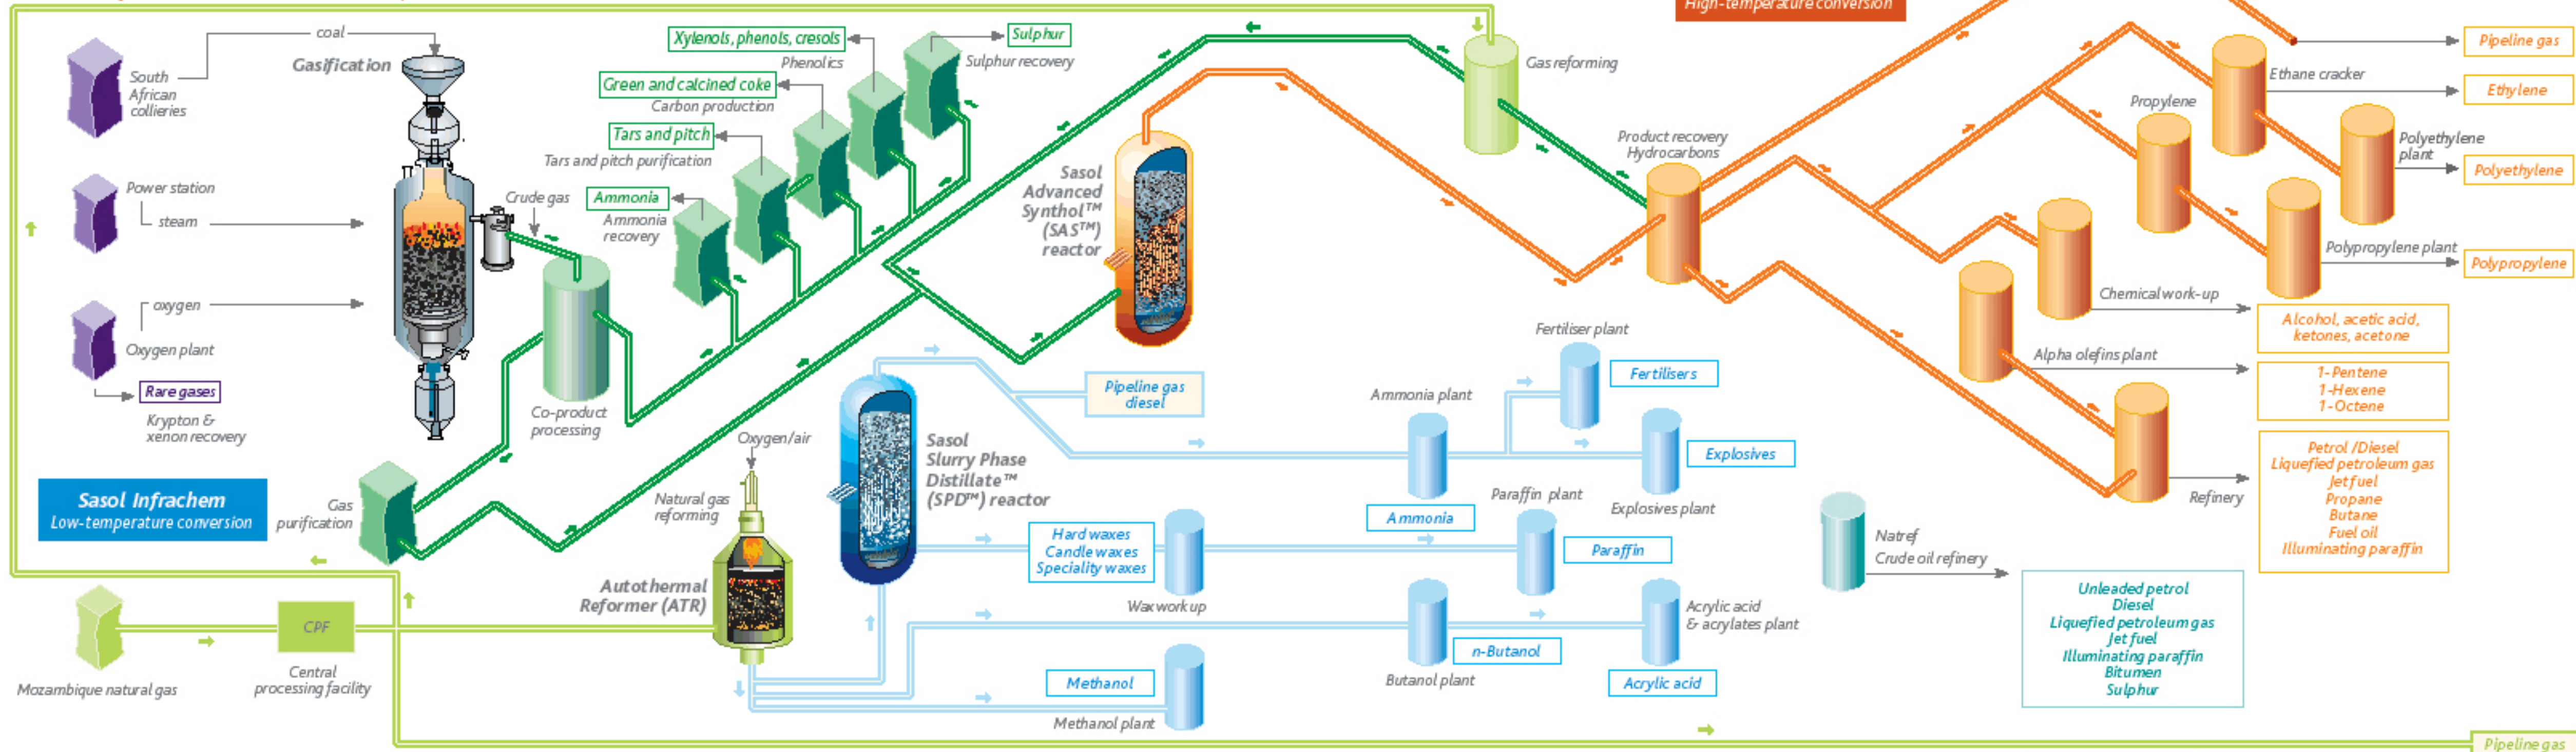 High-temperature conversion
coal
Gasification
South
African
collieries
Power station
steam
oxygen
Oxygen plant
Rare gases
Krypton &
xenon recovery
Crude gas
Co-product
processing
Xylenols, phenols, cresols
Phenolics
Sulphur
Sulphur recovery
Green and calcined coke
Carbon production
Tars and pitch
Tars and pitch purification
Ammonia
Ammonia
recovery
Sasol
Advanced
Synthol™
(SAS™)
reactor
Gas reforming
Product recovery
Hydrocarbons
Pipeline gas
Ethane cracker
Ethylene
Propylene
Polyethylene
plant
Polyethylene
Polypropylene plant
Polypropylene
Chemical work-up
Alcohol, acetic acid,
ketones, acetone
Alpha olefins plant
1-Pentene
1-Hexene
1-Octene
Refinery
Petrol /Diesel
Liquefied petroleum gas
Jet fuel
Propane
Butane
Fuel oil
Illuminating paraffin
Sasol Infrachem
Low-temperature conversion
Gas
purification
Oxygen/air
Natural gas
reforming
Autothermal
Reformer (ATR)
Sasol
Slurry Phase
Distillate™
(SPD™) reactor
Pipeline gas
diesel
Fertiliser plant
Fertilisers
Ammonia plant
Ammonia
Explosives
Explosives plant
Paraffin plant
Paraffin
Hard waxes
Candle waxes
Speciality waxes
Wax work up
n-Butanol
Butanol plant
Acrylic acid
& acrylates plant
Acrylic acid
Methanol
Methanol plant
Natref
Crude oil refinery
Unleaded petrol
Diesel
Liquefied petroleum gas
Jet fuel
Illuminating paraffin
Bitumen
Sulphur
Mozambique natural gas
CPF
Central
processing facility
Pipeline gas